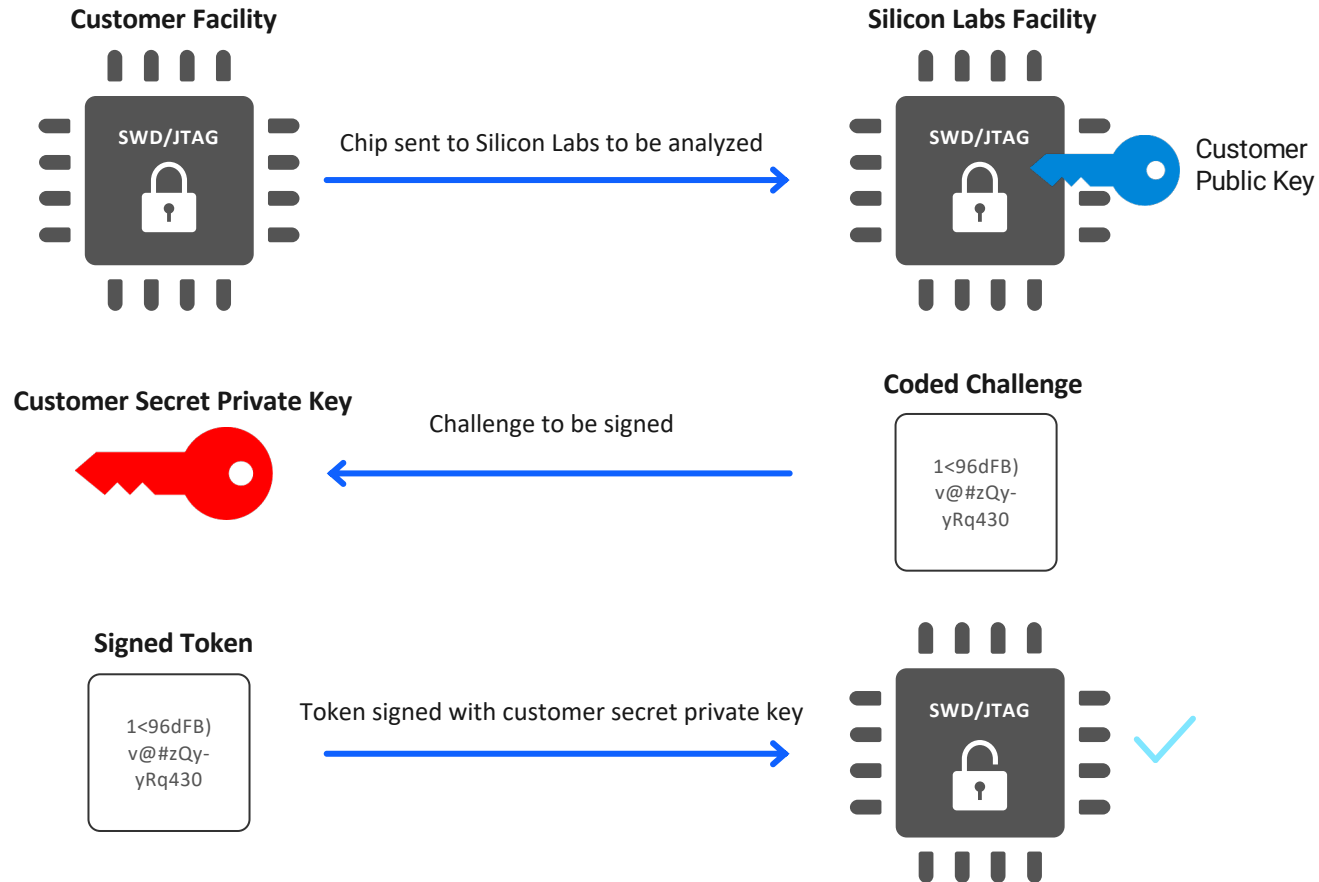 Customer Facility
Silicon Labs Facility
SWD/JTAG
Chip sent to Silicon Labs to be analyzed
SWD/JTAG
Customer
Public Key
Customer Secret Private Key
Challenge to be signed
Coded Challenge
1<96dFB)
v@#zQy-
yRq430
Signed Token
1<96dFB)
v@#zQy-
yRq430
Token signed with customer secret private key
SWD/JTAG